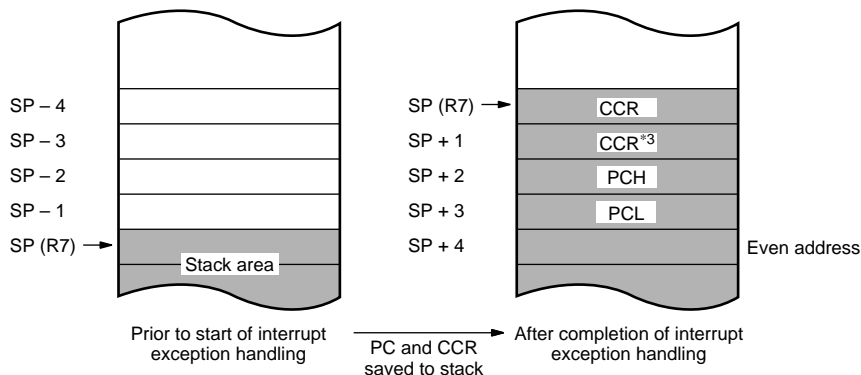 SP – 4
SP – 3
SP – 2
SP – 1
SP (R7)
Stack area
SP (R7)
SP + 1
SP + 2
SP + 3
SP + 4
CCR
CCR*3
PCH
PCL
Even address
Prior to start of interrupt
exception handling
PC and CCR
saved to stack
After completion of interrupt
exception handling